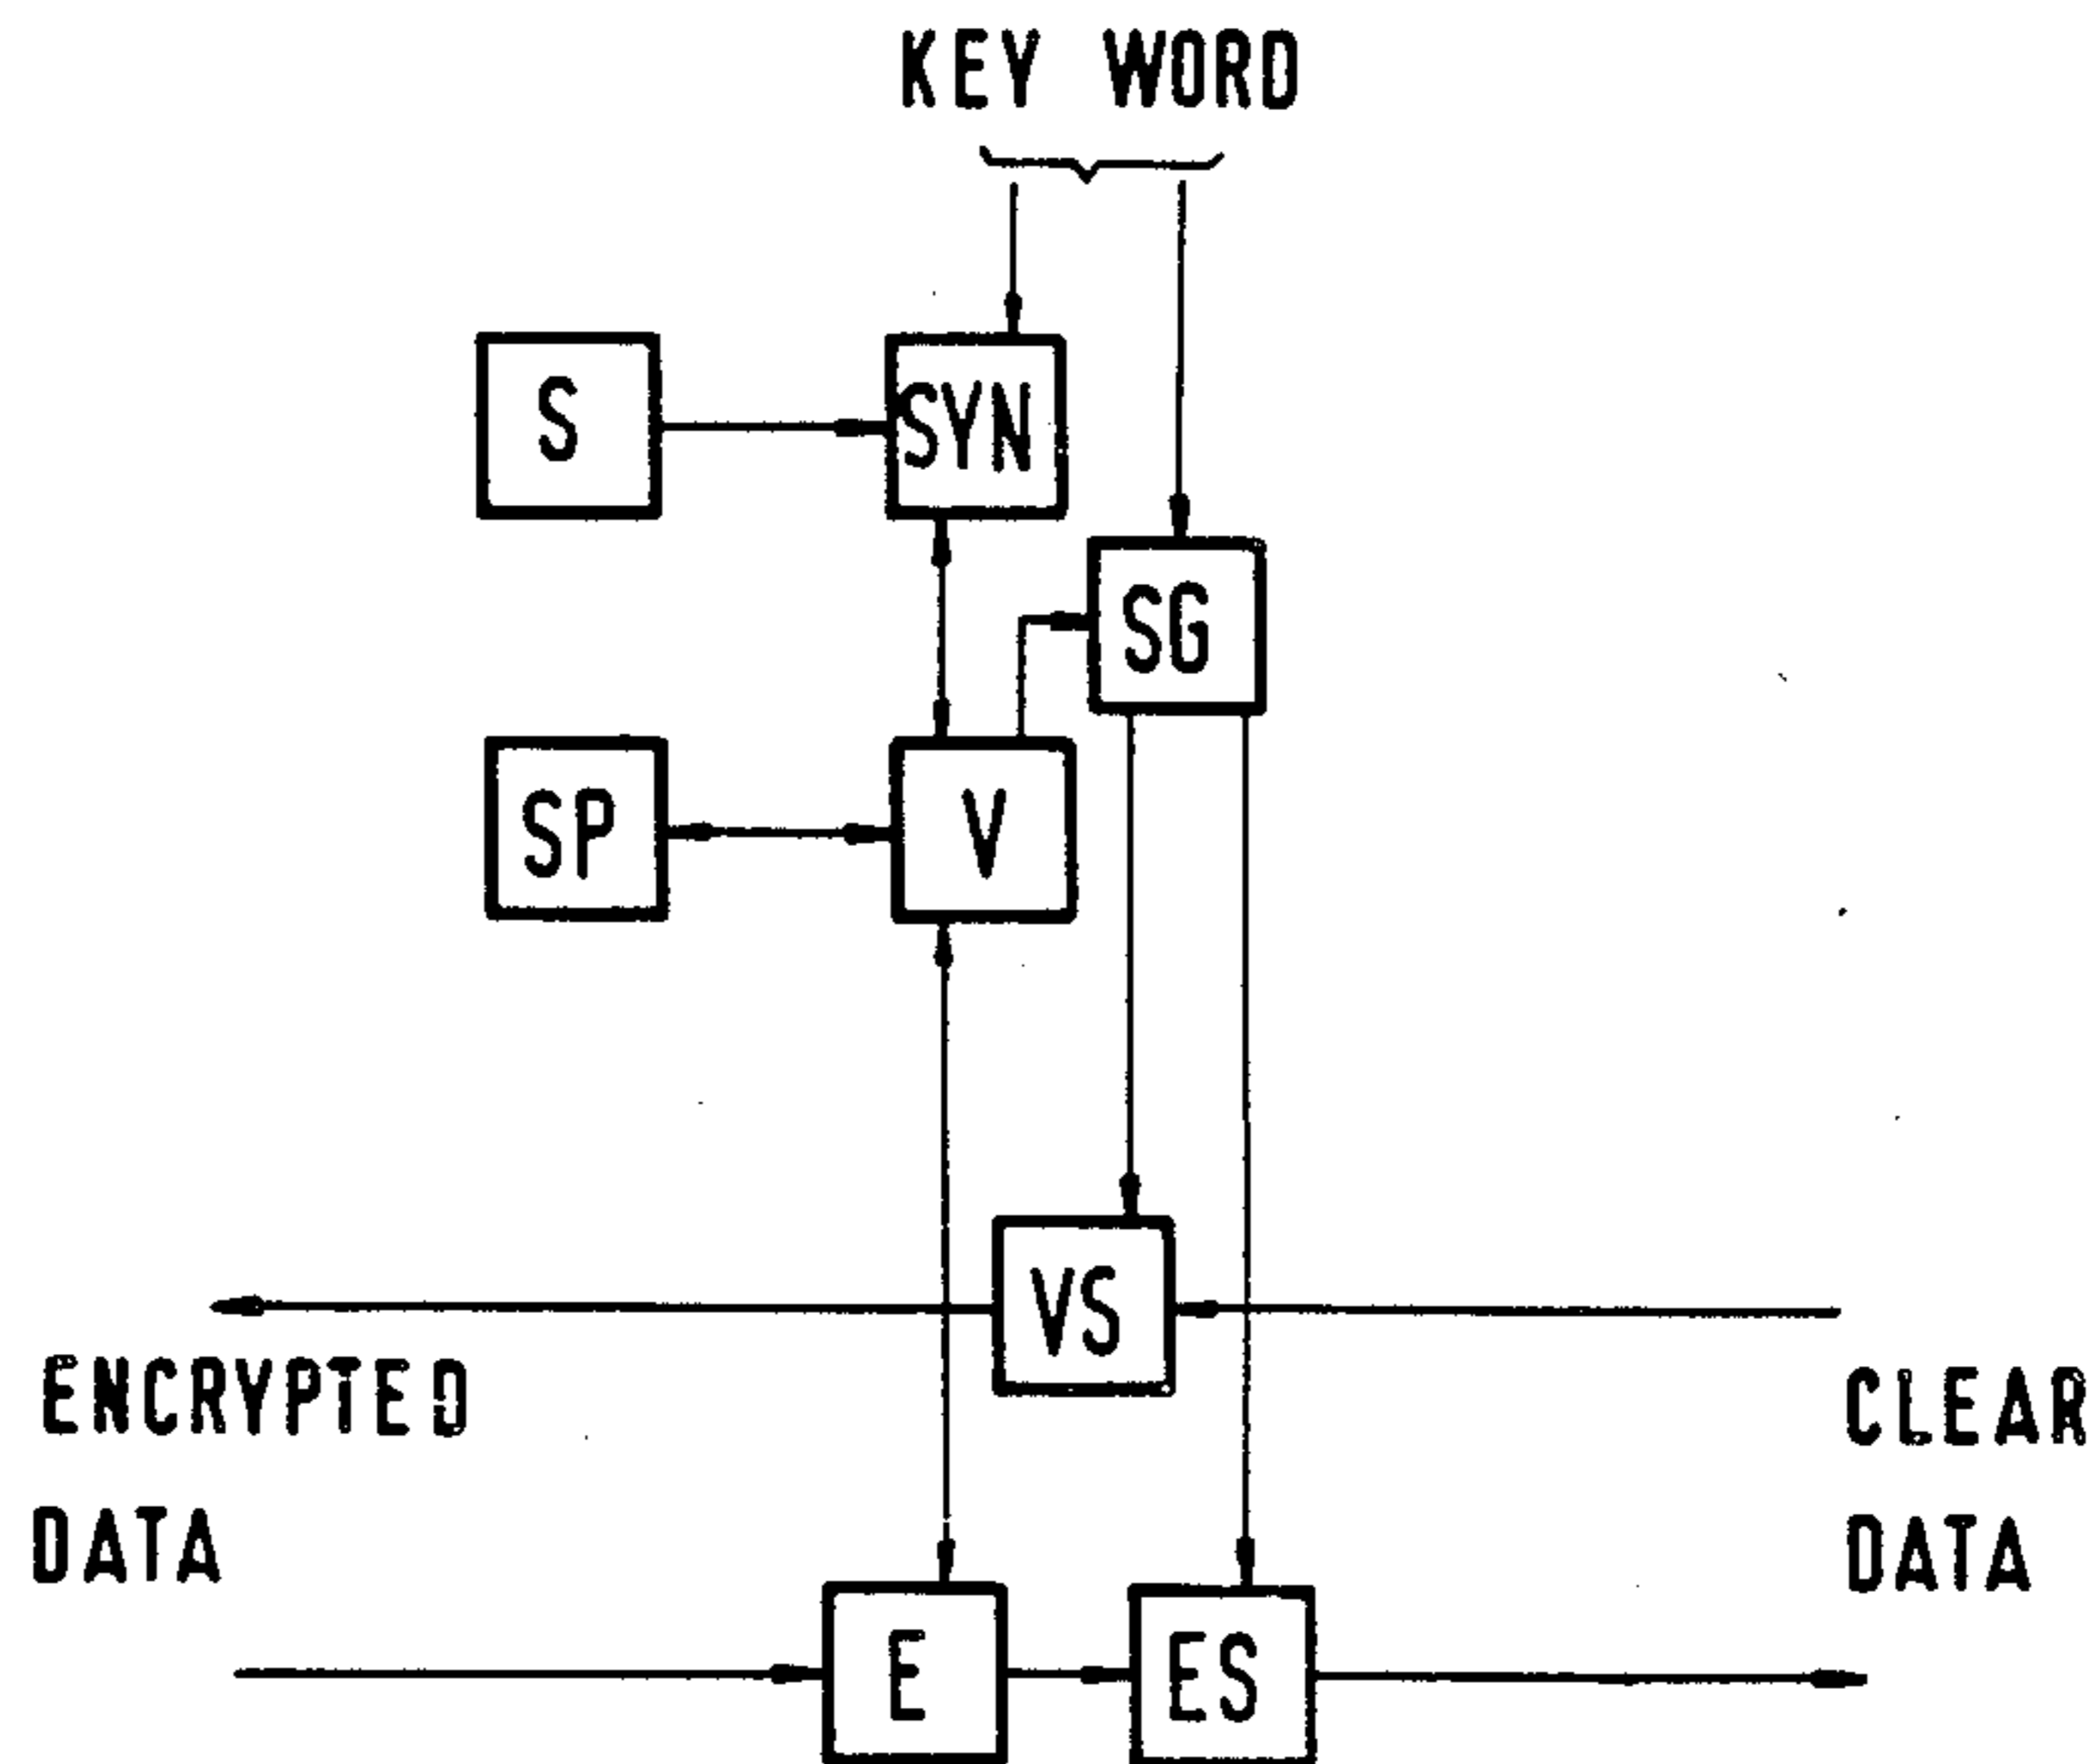 KEY WORD
S
SYN
SG
SP
V
VS
ENCRYPTED
DATA
CLEAR
DATA
E
ES